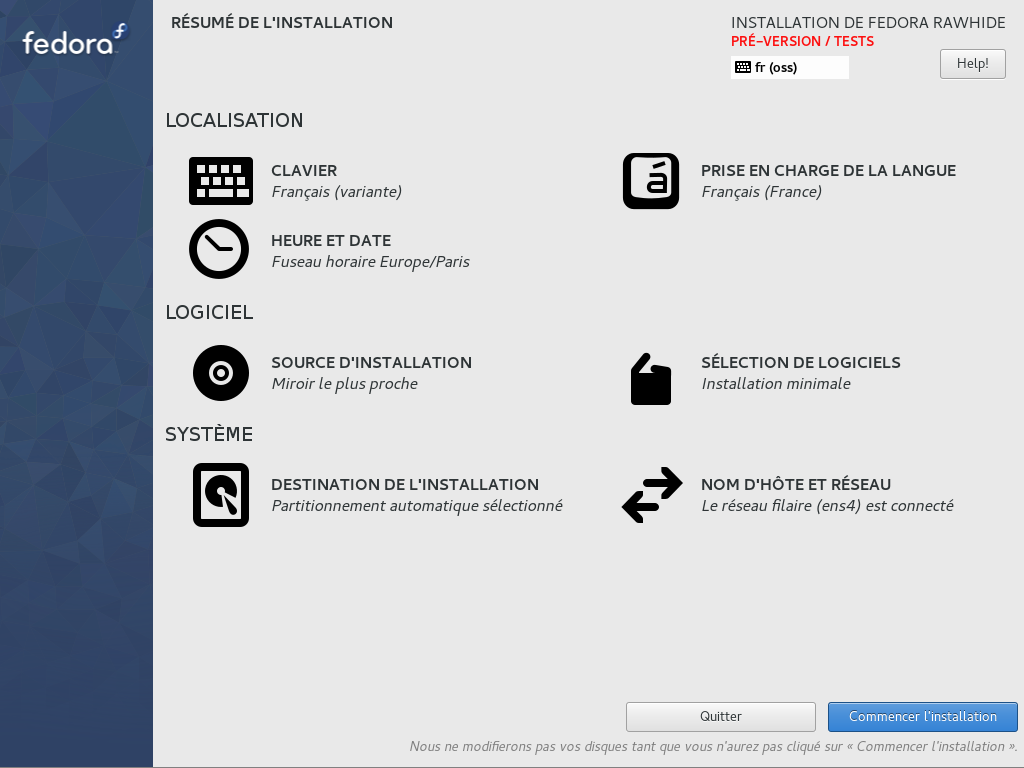 fedora
RÉSUMÉ DE L'INSTALLATION
INSTALLATION DE FEDORA RAWHIDE
PRÉ-VERSION / TESTS
fr (oss)
Help!
LOCALISATION
CLAVIER
Français (variante)
PRISE EN CHARGE DE LA LANGUE
Français (France)
HEURE ET DATE
Fuseau horaire Europe/Paris
LOGICIEL
SOURCE D'INSTALLATION
Miroir le plus proche
SÉLECTION DE LOGICIELS
Installation minimale
SYSTÈME
DESTINATION DE L'INSTALLATION
Partitionnement automatique sélectionné
NOM D'HÔTE ET RÉSEAU
Le réseau filaire (ens4) est connecté
Quitter
Commencer l'installation
Nous ne modifierons pas vos disques tant que vous n'aurez pas cliqué sur « Commencer l'installation ».